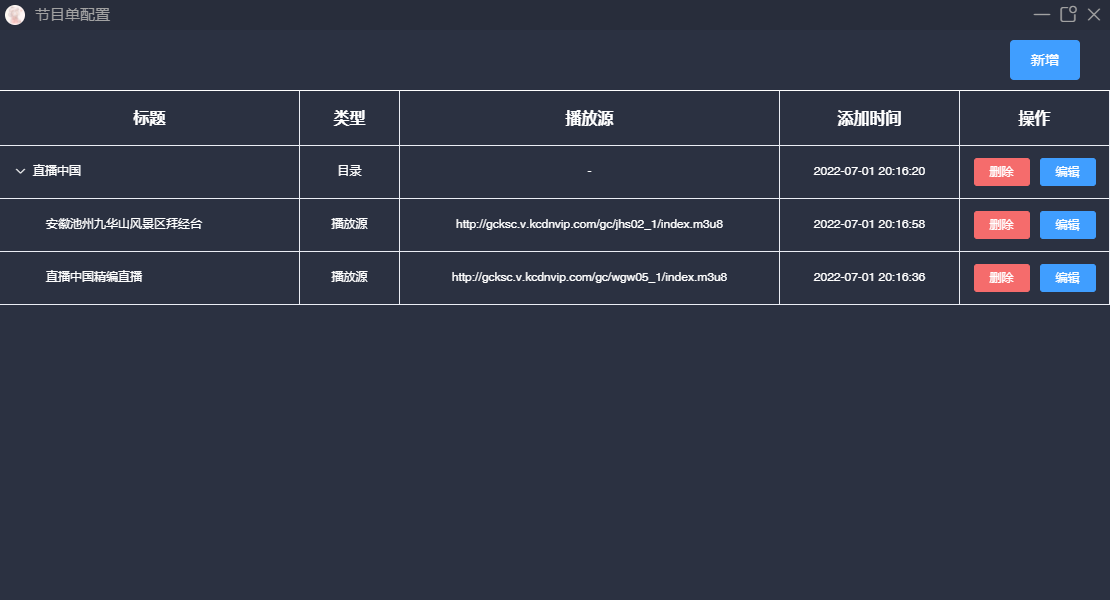 节目单配置
新增
标题 类型 播放源 添加时间 操作
直播中国 目录 - 2022-07-01 20:16:20 删除 编辑
安徽池州九华山风景区拜经台 播放源 http://gcksc.v.kcdnvip.com/gc/jhs02_1/index.m3u8 2022-07-01 20:16:58 删除 编辑
直播中国精编直播 播放源 http://gcksc.v.kcdnvip.com/gc/wgw05_1/index.m3u8 2022-07-01 20:16:36 删除 编辑